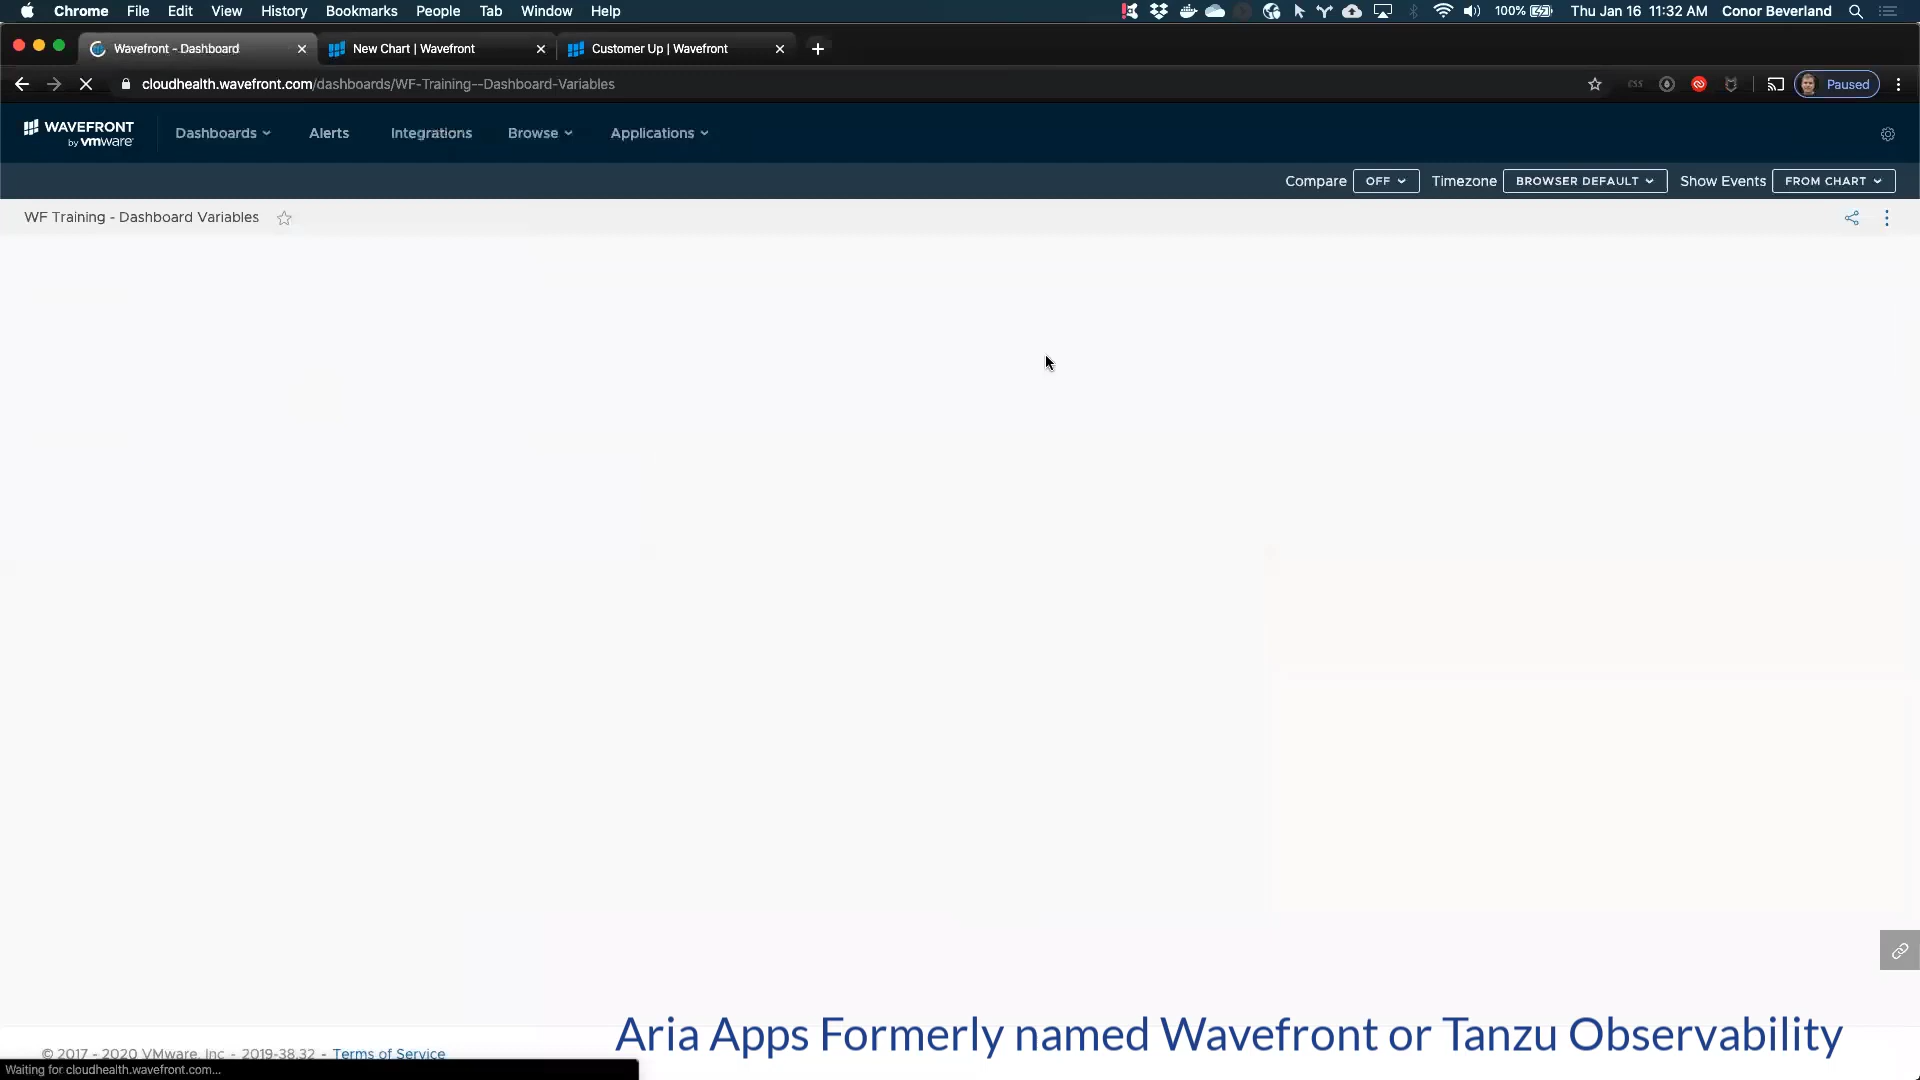 Chrome File Edit View History Bookmarks People Tab Window Help 100% Thu Jan 16 11:32 AM Conor Beverland
Wavefront - Dashboard New Chart | Wavefront Customer Up | Wavefront
cloudhealth.wavefront.com/dashboards/WF-Training--Dashboard-Variables css Paused
WAVEFRONT
by vmware
Dashboards Alerts Integrations Browse Applications
Compare OFF Timezone BROWSER DEFAULT Show Events FROM CHART
WF Training - Dashboard Variables
Aria Apps Formerly named Wavefront or Tanzu Observability
© 2017 - 2020 VMware, Inc - 2019-38.32 - Terms of Service
Waiting for cloudhealth.wavefront.com...